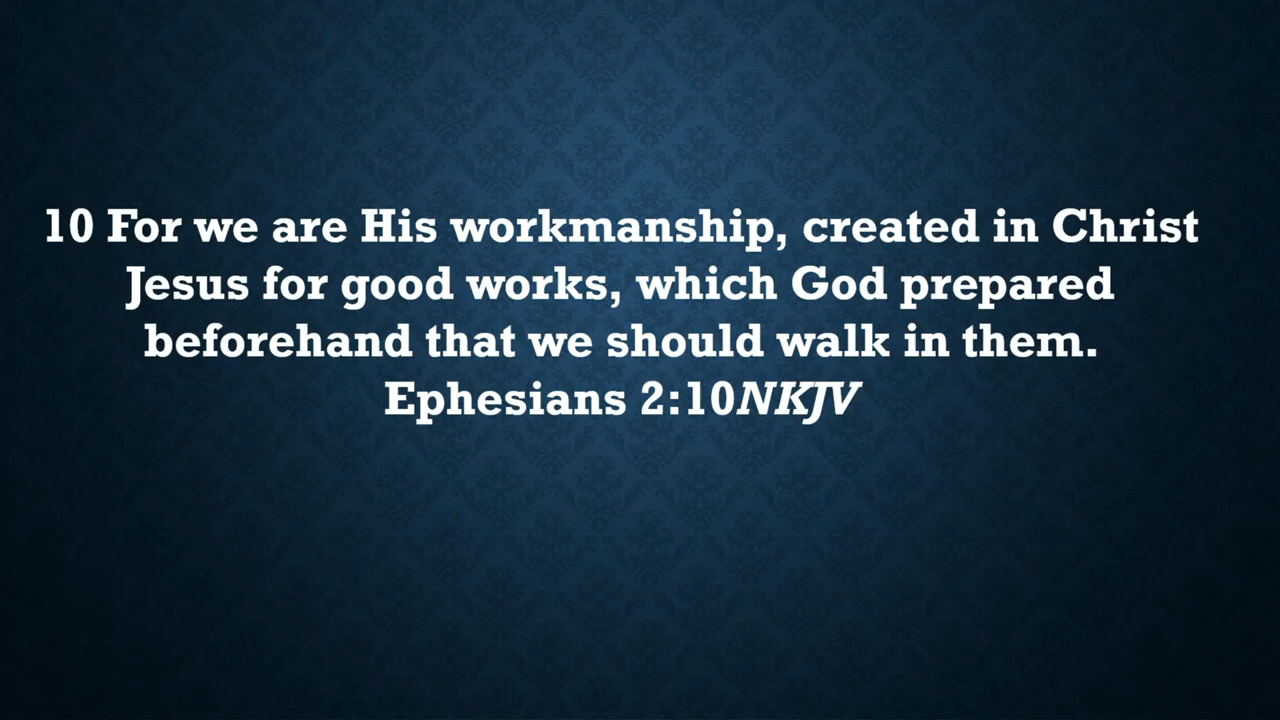 10 For we are His workmanship, created in Christ
Jesus for good works, which God prepared
beforehand that we should walk in them.
Ephesians 2:10NKJV